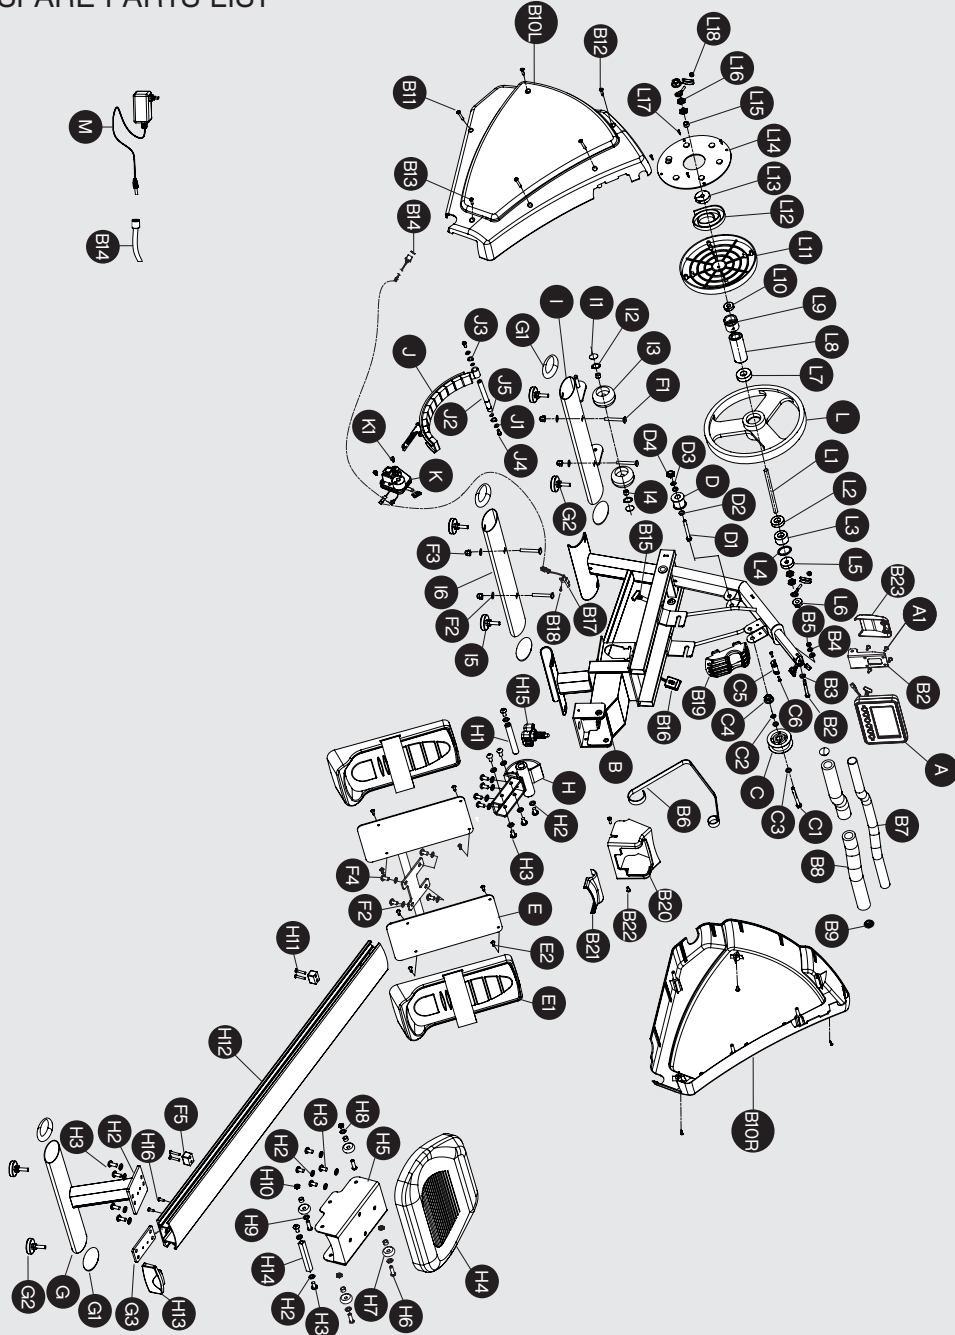 SPARE PARTS LIST
L18
B10L
B12
L16
B11
L17
L15
L14
M
B13
L13
L12
B14
B14
L11
L10
L9
L8
I
I1
I2
G1
I3
J3
L7
J
F1
J5
L
J2
J1
D4
D3
J4
D
L1
K1
K
D2
L2
I4
L3
G2
D1
B15
L4
L5
B23
F3
A1
I6
L6
B17
B5
B4
F2
B18
C5
B3
B2
I5
B19
C6
B2
H15
B16
C4
C2
A
H1
B
C
H
B6
C3
C1
B7
H2
B8
H3
F4
B20
F2
E
B22
B9
B21
H11
E2
E1
H12
B10R
F5
H3
H8
H3
H2
H5
H16
H2
H10
H9
H4
H14
G2
G
G1
G3
H13
H2
H3
H7
H6